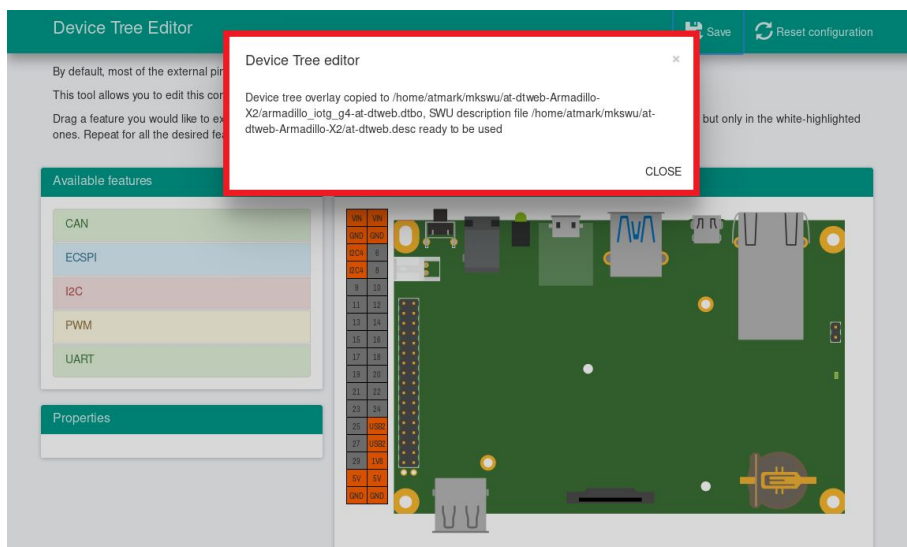 Device Tree Editor
Save
Reset configuration
By default, most of the external pin
This tool allows you to edit this con
Drag a feature you would like to ex
but only in the white-highlighted
ones. Repeat for all the desired fea
Device Tree editor
×
Device tree overlay copied to /home/atmark/mkswu/at-dtweb-Armadillo-
X2/armadillo_iotg_g4-at-dtweb.dtbo, SWU description file /home/atmark/mkswu/at-
dtweb-Armadillo-X2/at-dtweb.desc ready to be used
CLOSE
Available features
CAN
ECSPI
I2C
PWM
UART
Properties
VIN VIN
GND GND
I2C4 6
I2C4 8
9 10
11 12
13 14
15 16
17 18
19 20
21 22
23 24
25 USB2
27 USB2
29 1V8
5V 5V
GND GND